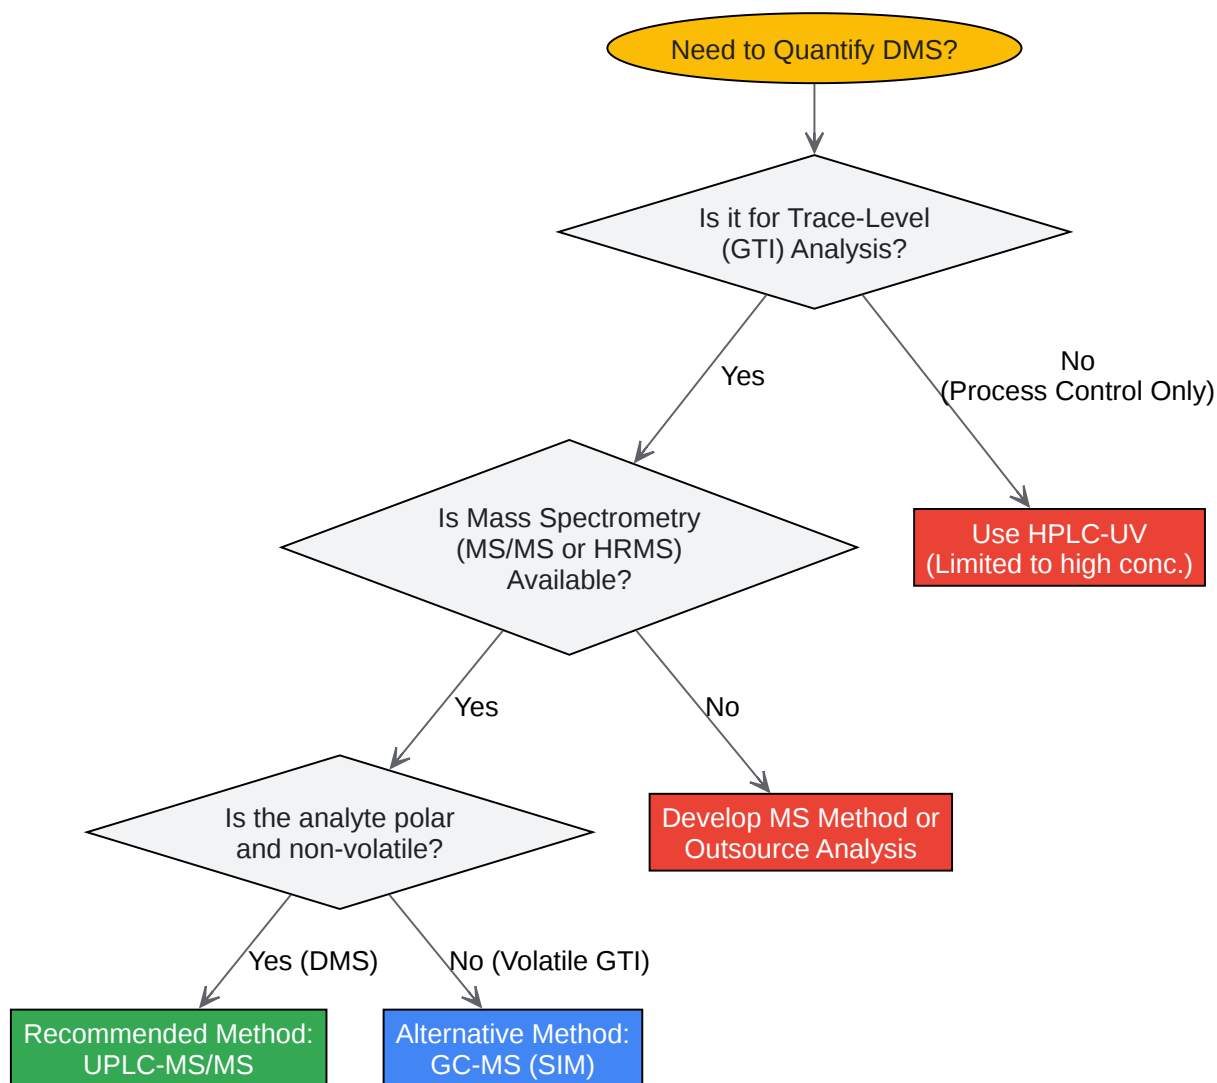 Need to Quantify DMS?
Is it for Trace-Level
(GTI) Analysis?
Yes
No
(Process Control Only)
Is Mass Spectrometry
(MS/MS or HRMS)
Available?
Use HPLC-UV
(Limited to high conc.)
Yes
No
Is the analyte polar
and non-volatile?
Develop MS Method or
Outsource Analysis
Yes (DMS)
No (Volatile GTI)
Recommended Method:
UPLC-MS/MS
Alternative Method:
GC-MS (SIM)